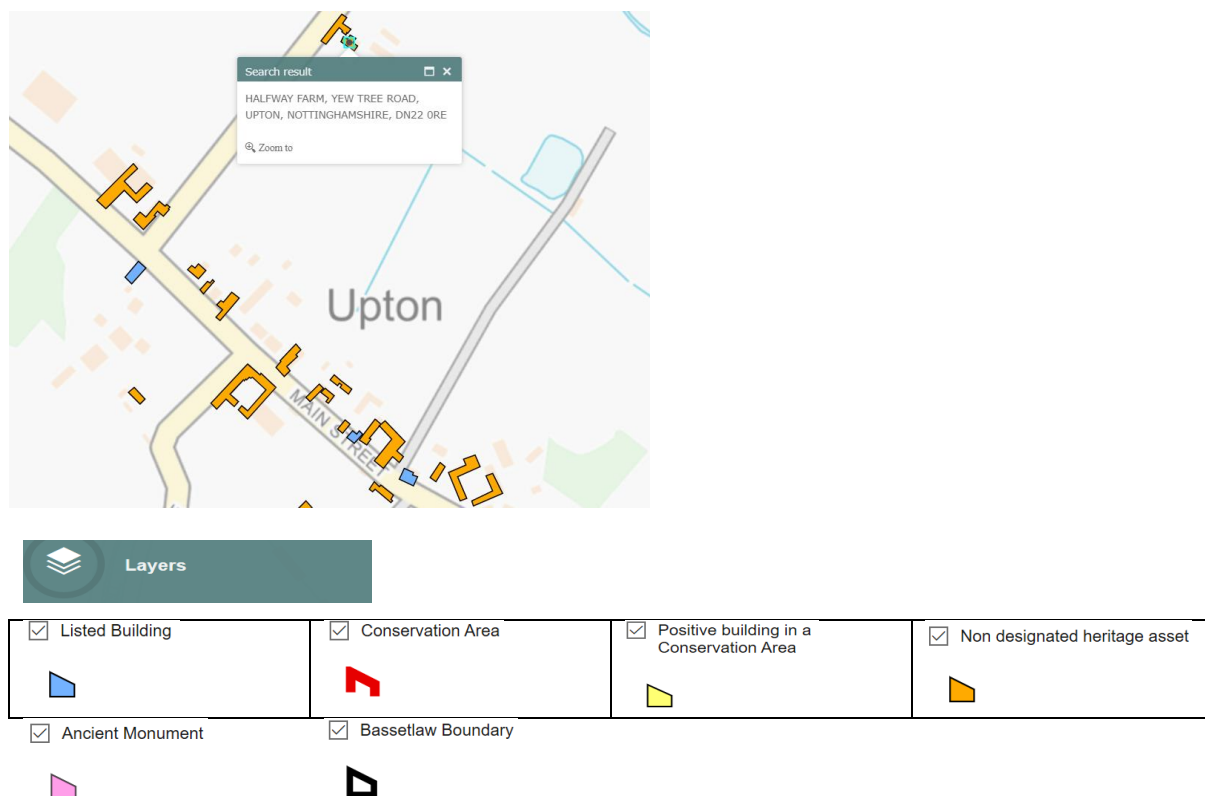 Search result
HALFWAY FARM, YEW TREE ROAD,
UPTON, NOTTINGHAMSHIRE, DN22 0RE
Zoom to
Upton
MAIN STREET
Layers
Listed Building
Conservation Area
Positive building in a
Conservation Area
Non designated heritage asset
Ancient Monument
Bassetlaw Boundary